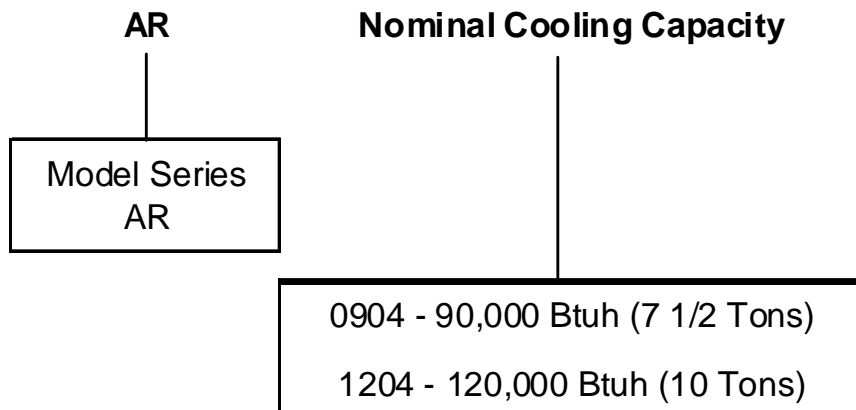 AR
Nominal Cooling Capacity
Model Series
AR
0904 - 90,000 Btuh (7 1/2 Tons)
1204 - 120,000 Btuh (10 Tons)